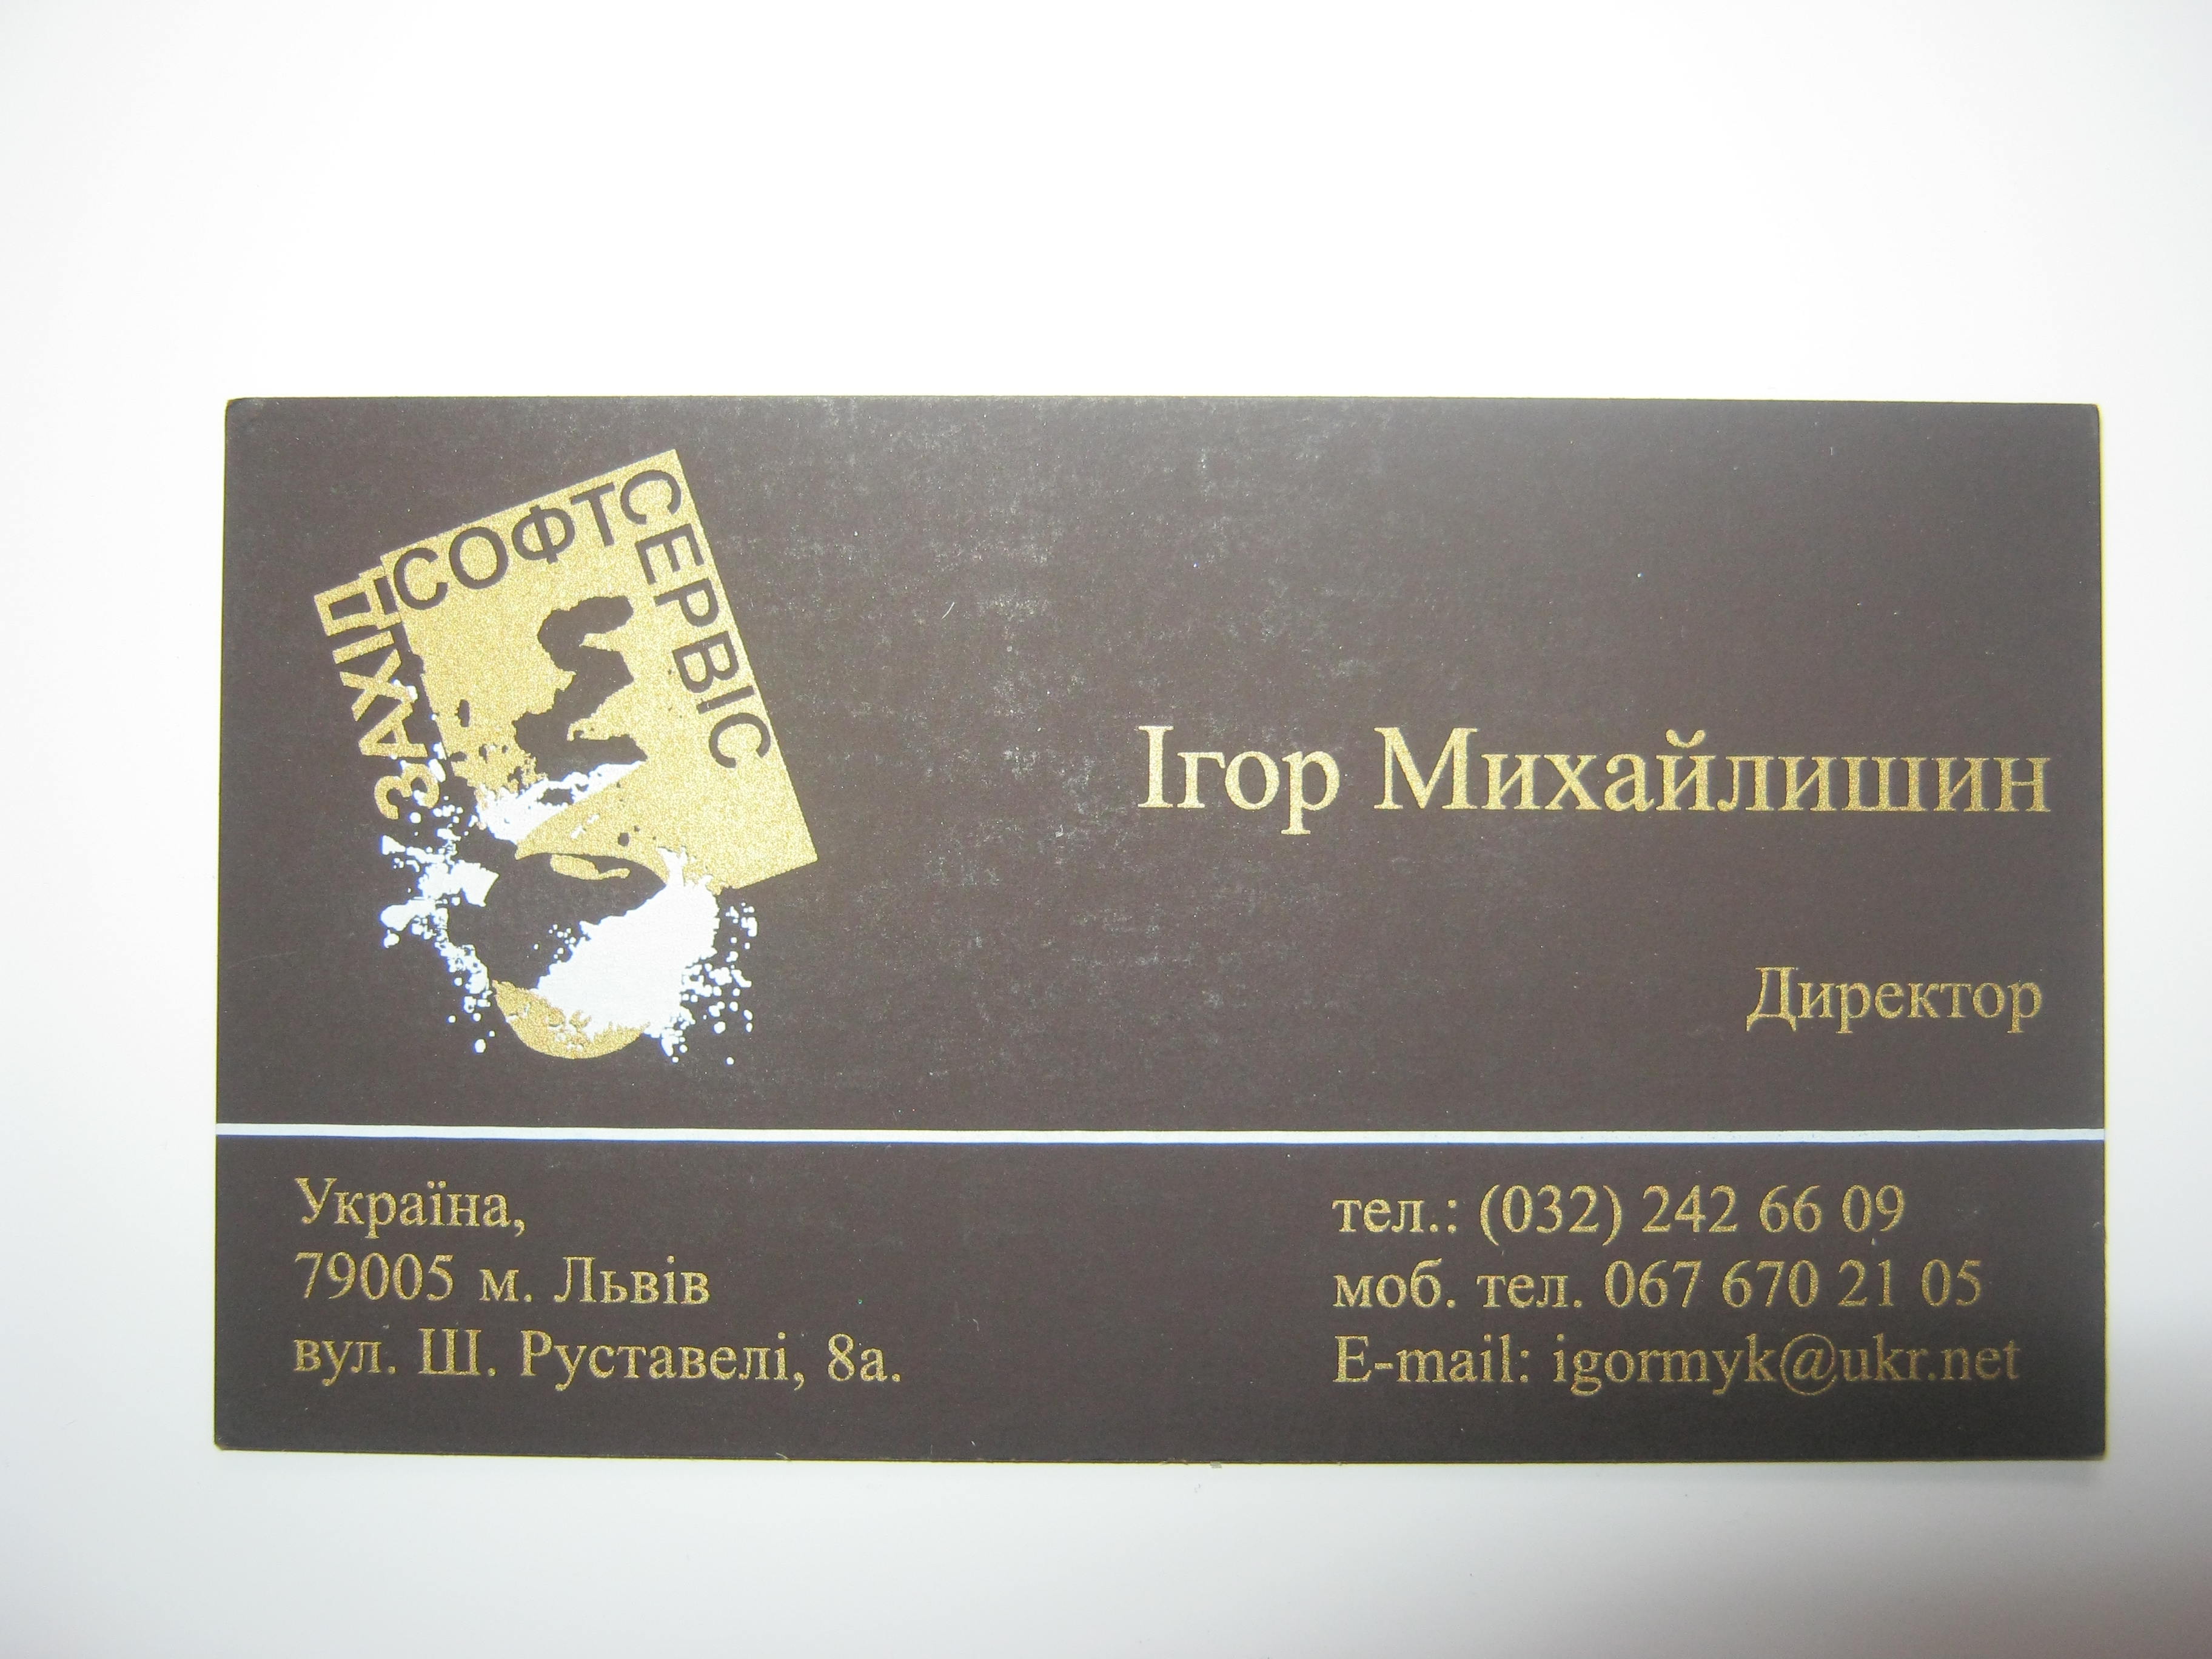 ЗАХІД
СОФТ
СЕРВІС
Ігор Михайлишин
Директор
Україна,
79005 м. Львів
вул. Ш. Руставелі, 8а.
тел.: (032) 242 66 09
моб. тел. 067 670 21 05
E-mail: igormyk@ukr.net